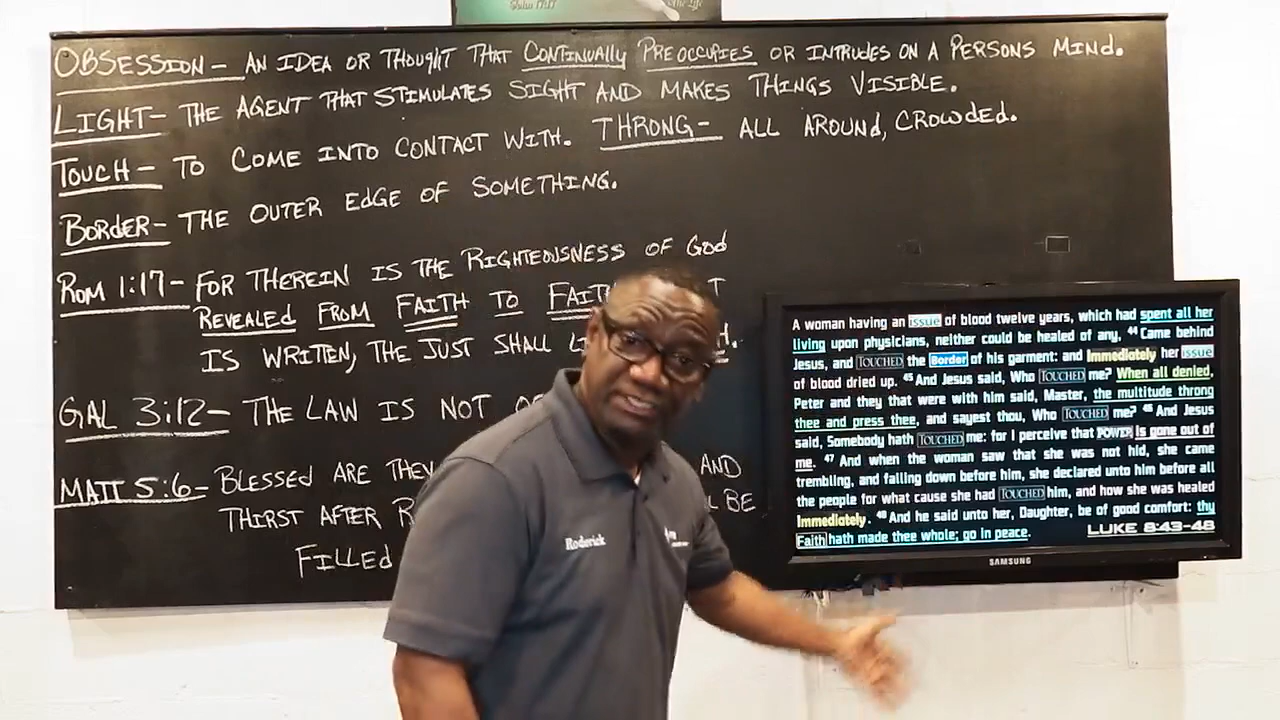 John 17:17
The Life
OBSESSION - AN IDEA OR THOUGHT THAT CONTINUALLY PREOCCUPIES OR INTRUDES ON A PERSONS MIND.
LIGHT - THE AGENT THAT STIMULATES SIGHT AND MAKES THINGS VISIBLE.
TOUCH - TO COME INTO CONTACT WITH. THRONG - ALL AROUND, CROWDED.
BORDER - THE OUTER EDGE OF SOMETHING.
ROM 1:17 - FOR THEREIN IS THE RIGHTEOUSNESS OF GOD
REVEALED FROM FAITH TO FAIT
IS WRITTEN, THE JUST SHALL LI H.
GAL 3:12 - THE LAW IS NOT OF
MATT 5:6 - BLESSED ARE THEY AND
THIRST AFTER R LL BE
FILLED
Roderick
A woman having an issue of blood twelve years, which had spent all her
living upon physicians, neither could be healed of any, 44 Came behind
Jesus, and TOUCHED the Border of his garment: and Immediately her issue
of blood dried up. 45 And Jesus said, Who TOUCHED me? When all denied,
Peter and they that were with him said, Master, the multitude throng
thee and press thee, and sayest thou, Who TOUCHED me? 46 And Jesus
said, Somebody hath TOUCHED me: for I perceive that POWER is gone out of
me. 47 And when the woman saw that she was not hid, she came
trembling, and falling down before him, she declared unto him before all
the people for what cause she had TOUCHED him, and how she was healed
Immediately. 48 And he said unto her, Daughter, be of good comfort: thy
Faith hath made thee whole; go in peace. LUKE 8:43-48
SAMSUNG